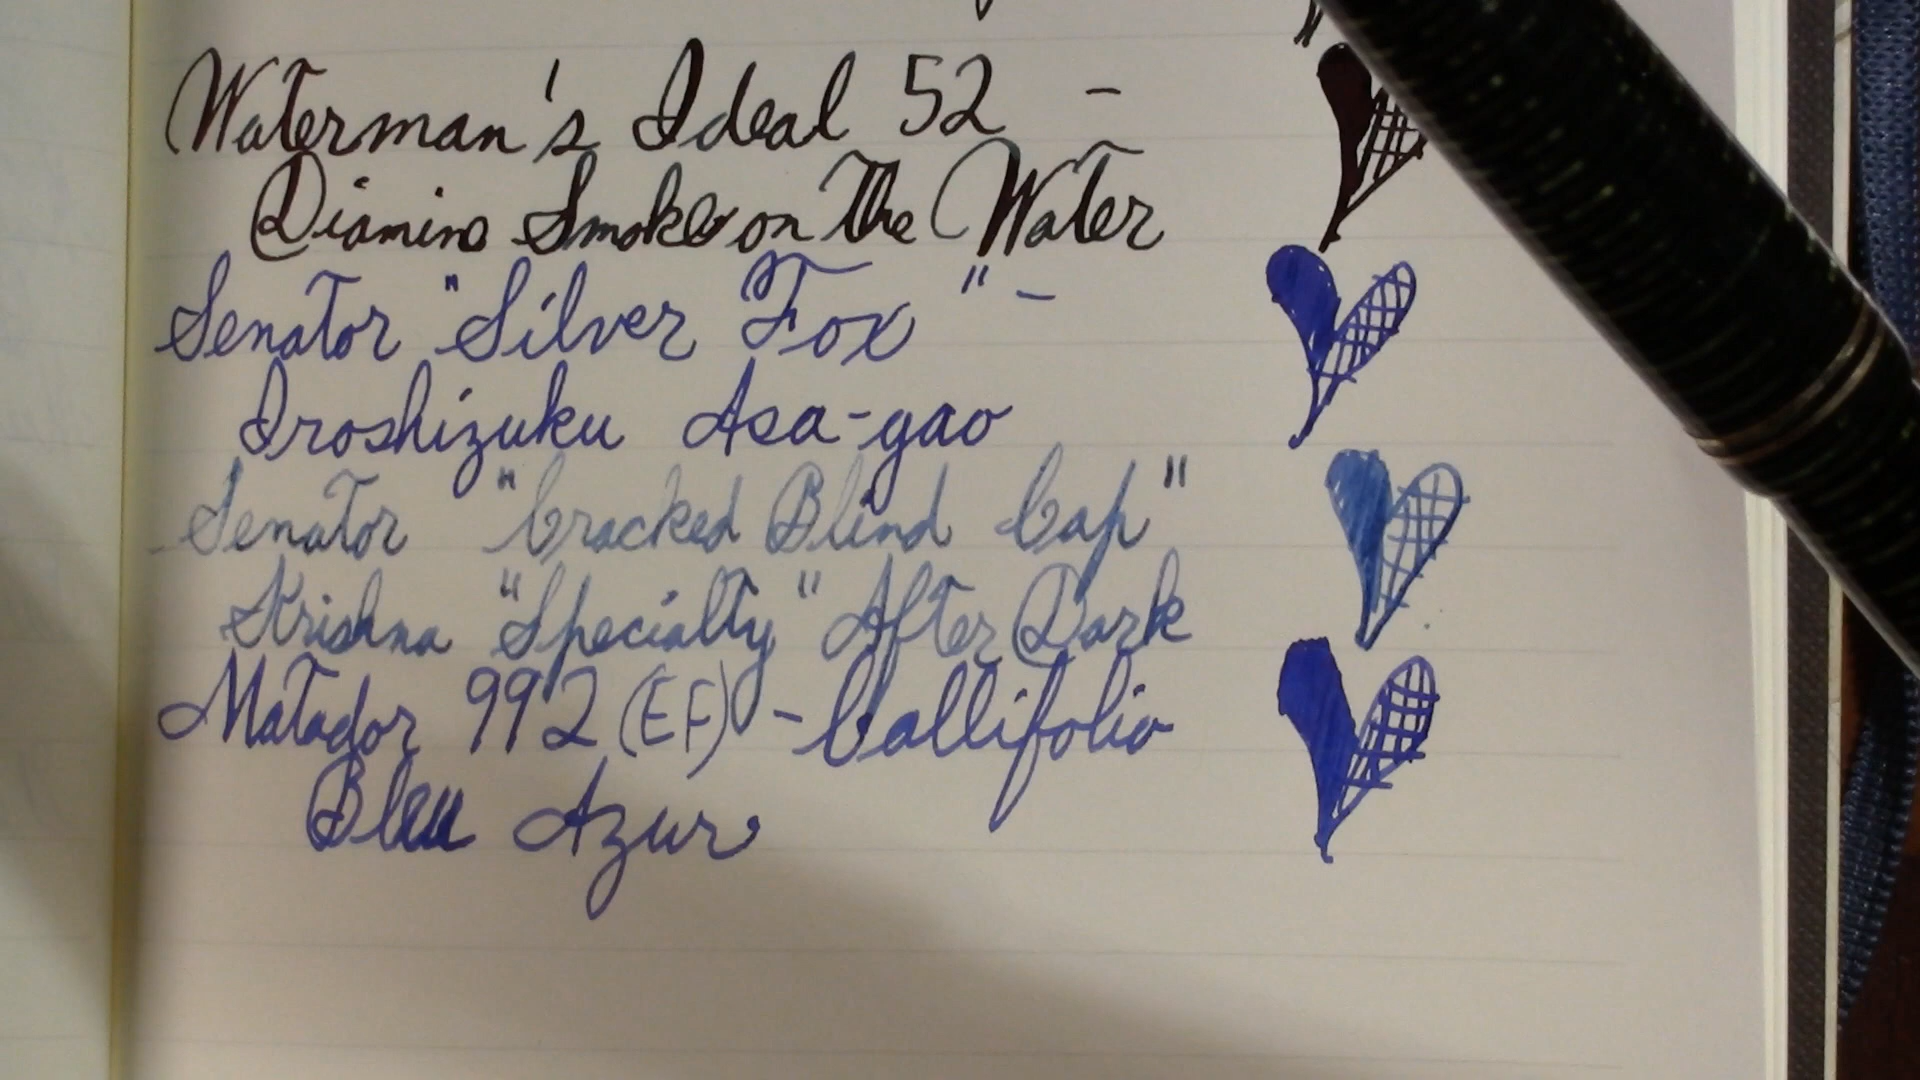 Waterman's Ideal 52 -
Diamine Smoke on the Water
Senator "Silver Fox" -
Iroshizuku Asa-gao
Senator "Cracked Blind Cap"
Krishna "Specialty" After Dark
Matador 992 (EF) - Callifolio
Bleu Azur